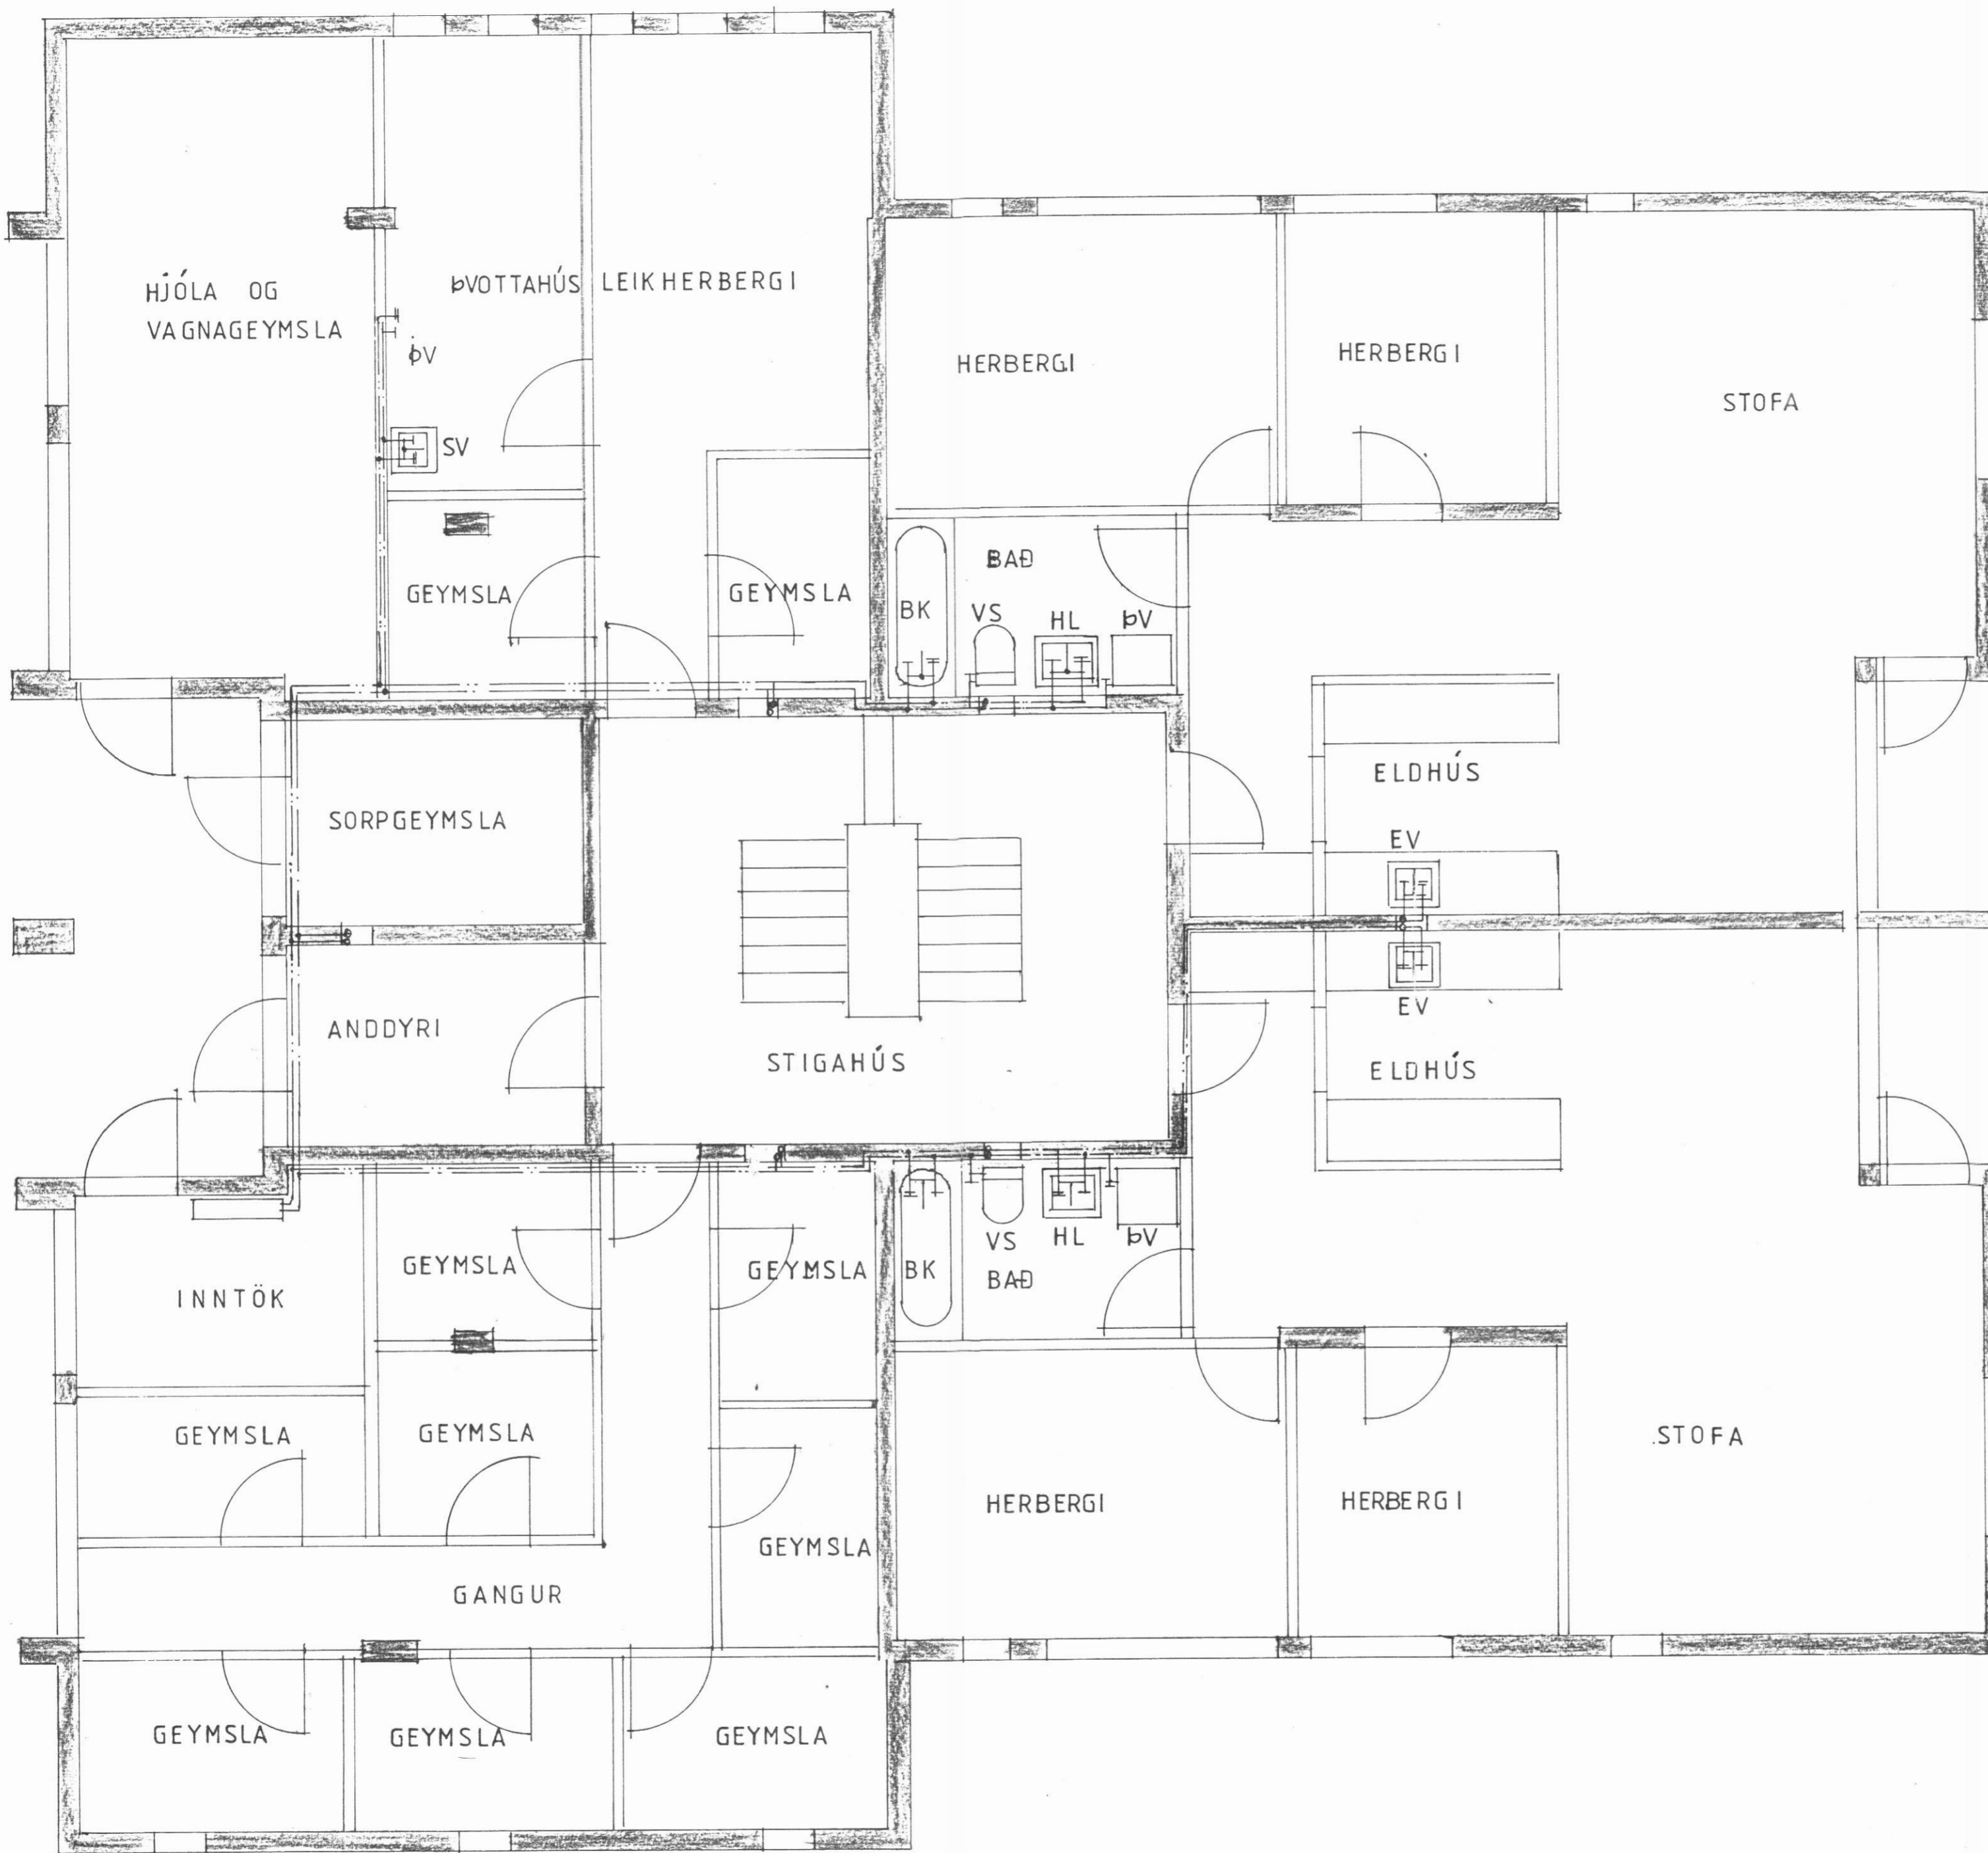 HJÓLA OG
VAGNAGEYMSLA
ÞVOTTAHÚS
LEIKHERBERGI
ÞV
SV
GEYMSLA
GEYMSLA
HERBERGI
HERBERGI
STOFA
BAÐ
BK
VS
HL
ÞV
ELDHÚS
EV
SORPGEYMSLA
ANDDYRI
STIGAHÚS
EV
ELDHÚS
INNTÖK
GEYMSLA
GEYMSLA
BK
VS
HL
ÞV
BAÐ
GEYMSLA
GEYMSLA
GEYMSLA
GANGUR
HERBERGI
HERBERGI
STOFA
GEYMSLA
GEYMSLA
GEYMSLA